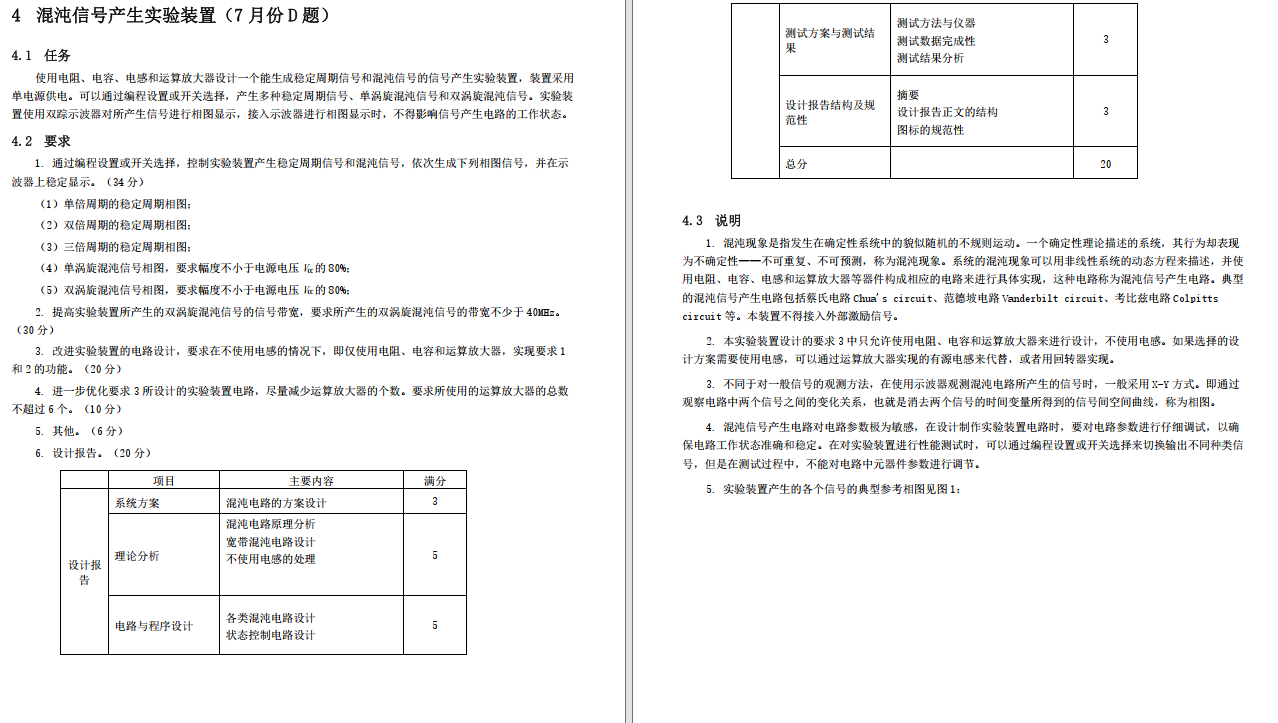 4 混沌信号产生实验装置（7 月份 D 题）
4.1 任务
使用电阻、电容、电感和运算放大器设计一个能生成稳定周期信号和混沌信号的信号产生实验装置，装置采用
单电源供电。可以通过编程设置或开关选择，产生多种稳定周期信号、单涡旋混沌信号和双涡旋混沌信号。实验装
置使用双踪示波器对所产生信号进行相图显示，接入示波器进行相图显示时，不得影响信号产生电路的工作状态。
4.2 要求
1. 通过编程设置或开关选择，控制实验装置产生稳定周期信号和混沌信号，依次生成下列相图信号，并在示
波器上稳定显示。（34 分）
（1）单倍周期的稳定周期相图；
（2）双倍周期的稳定周期相图；
（3）三倍周期的稳定周期相图；
（4）单涡旋混沌信号相图，要求幅度不小于电源电压 Vcc 的 80%；
（5）双涡旋混沌信号相图，要求幅度不小于电源电压 Vcc 的 80%；
2. 提高实验装置所产生的双涡旋混沌信号的信号带宽，要求所产生的双涡旋混沌信号的带宽不少于 40MHz。
（30 分）
3. 改进实验装置的电路设计，要求在不使用电感的情况下，即仅使用电阻、电容和运算放大器，实现要求 1
和 2 的功能。（20 分）
4. 进一步优化要求 3 所设计的实验装置电路，尽量减少运算放大器的个数。要求所使用的运算放大器的总数
不超过 6 个。（10 分）
5. 其他。（6 分）
6. 设计报告。（20 分）
项目 主要内容 满分
设计报
告
系统方案 混沌电路的方案设计 3
理论分析
混沌电路原理分析
宽带混沌电路设计
不使用电感的处理
5
电路与程序设计
各类混沌电路设计
状态控制电路设计
5
测试方案与测试结
果
测试方法与仪器
测试数据完成性
测试结果分析
3
设计报告结构及规
范性
摘要
设计报告正文的结构
图标的规范性
3
总分 20
4.3 说明
1. 混沌现象是指发生在确定性系统中的貌似随机的不规则运动。一个确定性理论描述的系统，其行为却表现
为不确定性——不可重复、不可预测，称为混沌现象。系统的混沌现象可以用非线性系统的动态方程来描述，并使
用电阻、电容、电感和运算放大器等器件构成相应的电路来进行具体实现，这种电路称为混沌信号产生电路。典型
的混沌信号产生电路包括蔡氏电路 Chua's circuit、范德坡电路 Vanderbilt circuit、考比兹电路 Colpitts
circuit 等。本装置不得接入外部激励信号。
2. 本实验装置设计的要求 3 中只允许使用电阻、电容和运算放大器来进行设计，不使用电感。如果选择的设
计方案需要使用电感，可以通过运算放大器实现的有源电感来代替，或者用回转器实现。
3. 不同于对一般信号的观测方法，在使用示波器观测混沌电路所产生的信号时，一般采用 X-Y 方式。即通过
观察电路中两个信号之间的变化关系，也就是消去两个信号的时间变量所得到的信号间空间曲线，称为相图。
4. 混沌信号产生电路对电路参数极为敏感，在设计制作实验装置电路时，要对电路参数进行仔细调试，以确
保电路工作状态准确和稳定。在对实验装置进行性能测试时，可以通过编程设置或开关选择来切换输出不同种类信
号，但是在测试过程中，不能对电路中元器件参数进行调节。
5. 实验装置产生的各个信号的典型参考相图见图 1：